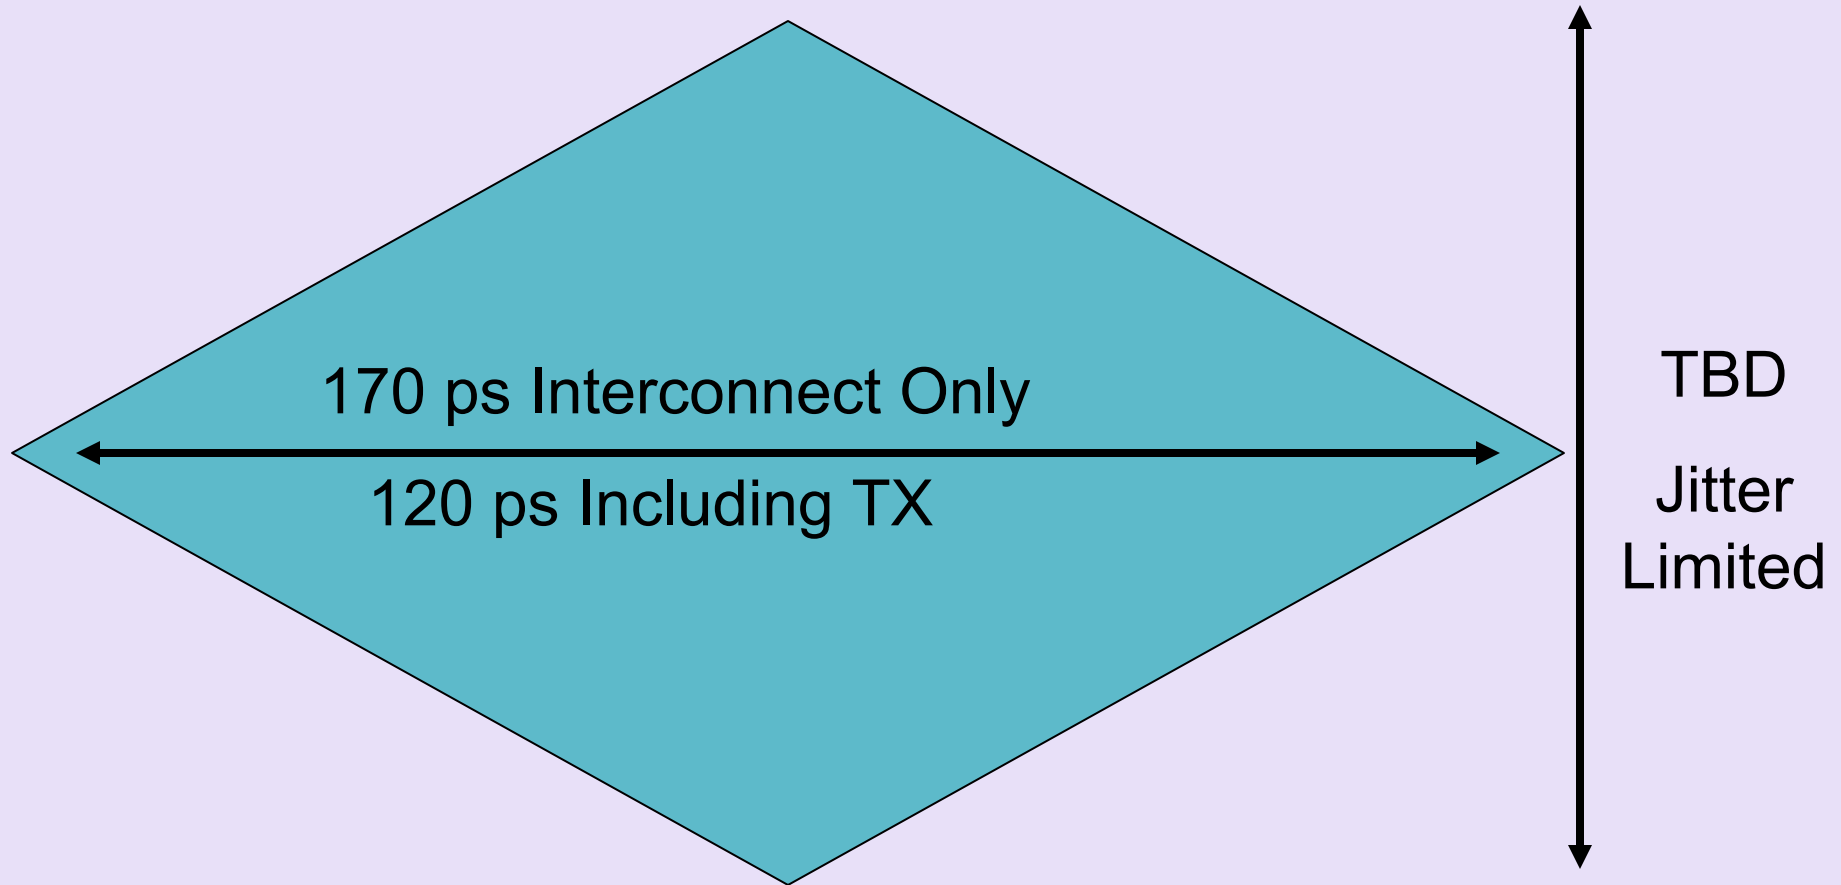 170 ps Interconnect Only
120 ps Including TX
TBD
Jitter
Limited